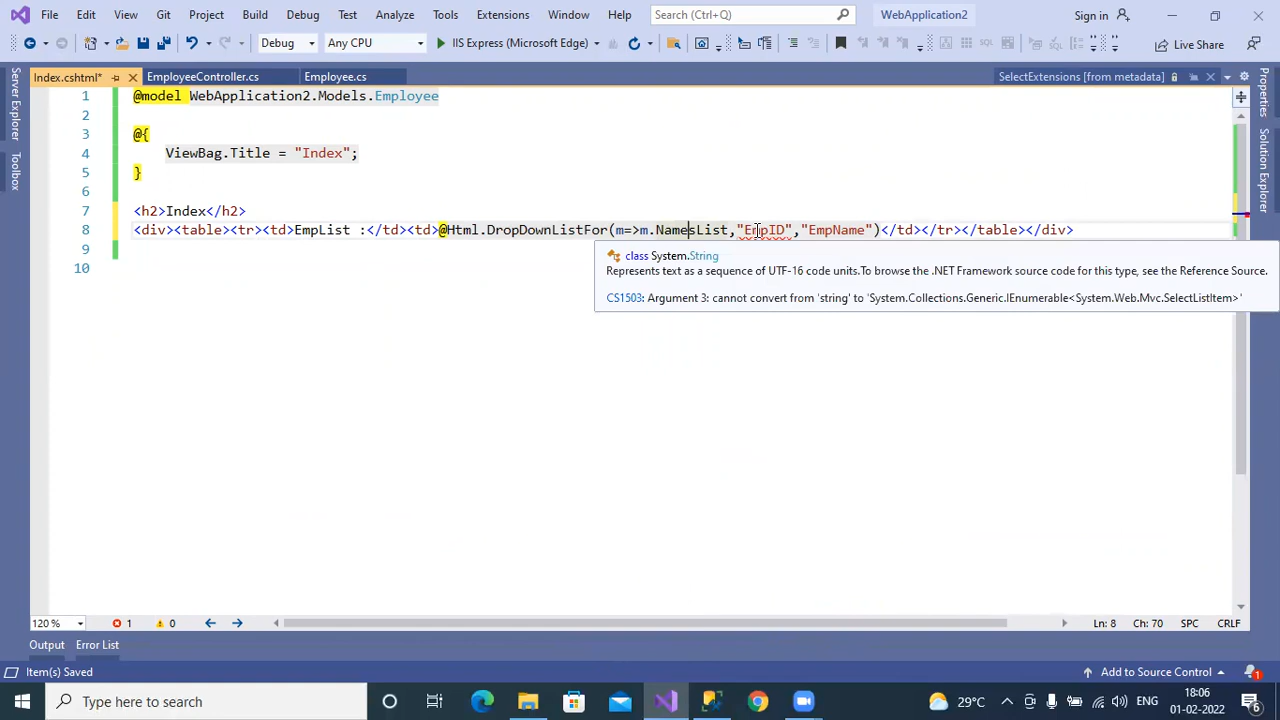 File Edit View Git Project Build Debug Test Analyze Tools Extensions Window Help Search (Ctrl+Q) WebApplication2 Sign in
Debug Any CPU IIS Express (Microsoft Edge) Live Share
Index.cshtml* EmployeeController.cs Employee.cs SelectExtensions [from metadata]
Server Explorer
Toolbox
1 @model WebApplication2.Models.Employee
2
3 @{
4 ViewBag.Title = "Index";
5 }
6
7 <h2>Index</h2>
8 <div><table><tr><td>EmpList :</td><td>@Html.DropDownListFor(m=>m.NamesList,"EmpID","EmpName")</td></tr></table></div>
9
10
class System.String
Represents text as a sequence of UTF-16 code units.To browse the .NET Framework source code for this type, see the Reference Source.
CS1503: Argument 3: cannot convert from 'string' to 'System.Collections.Generic.IEnumerable<System.Web.Mvc.SelectListItem>'
Properties
Solution Explorer
120 % 1 0 Ln: 8 Ch: 70 SPC CRLF
Output Error List
Item(s) Saved Add to Source Control 1
Type here to search 29°C ENG 18:06
01-02-2022 6